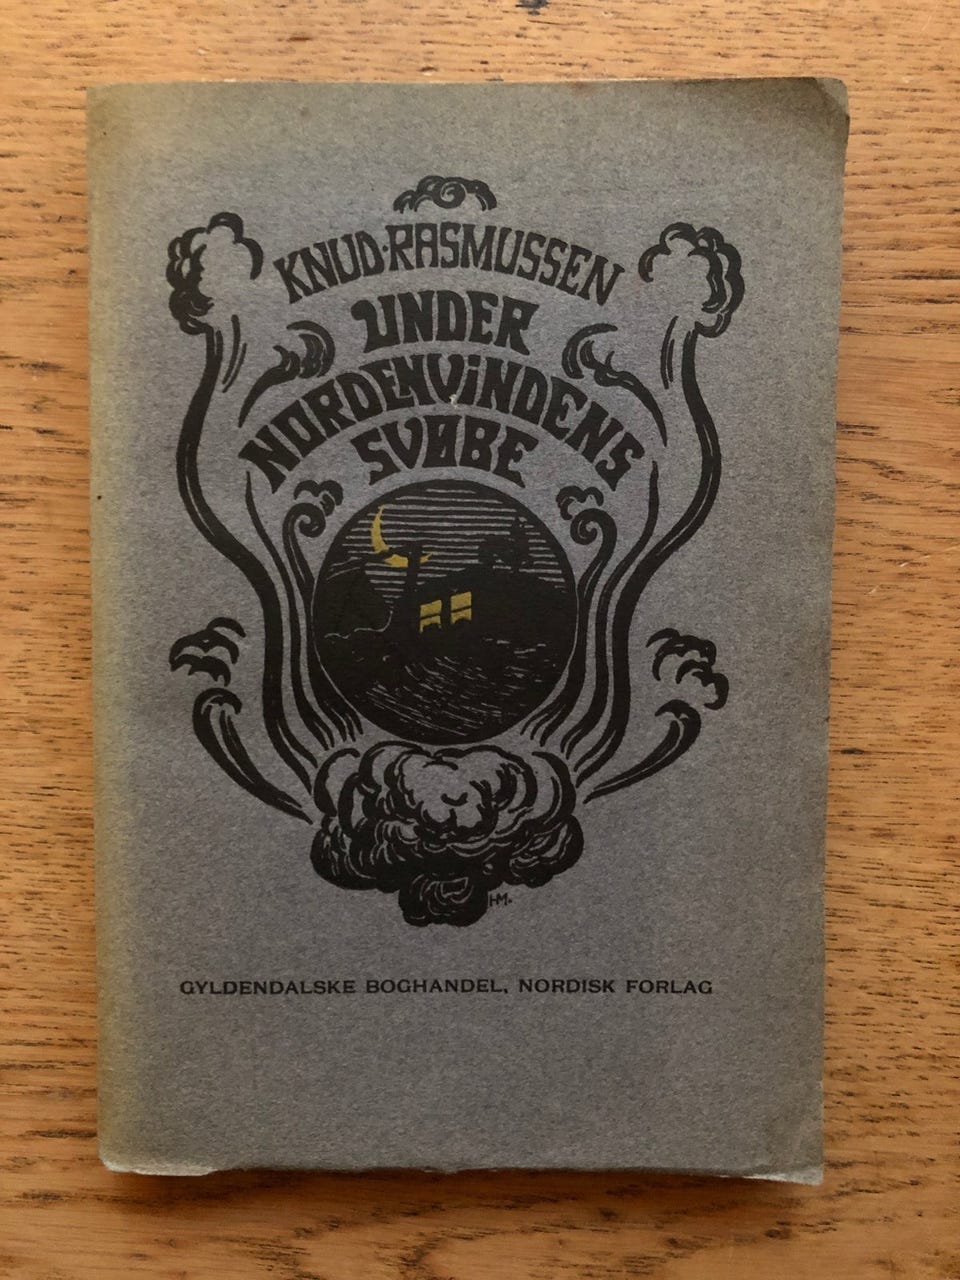 KNUD·RASMUSSEN
UNDER
NORDENVINDENS
SVØBE
HM.
GYLDENDALSKE BOGHANDEL, NORDISK FORLAG